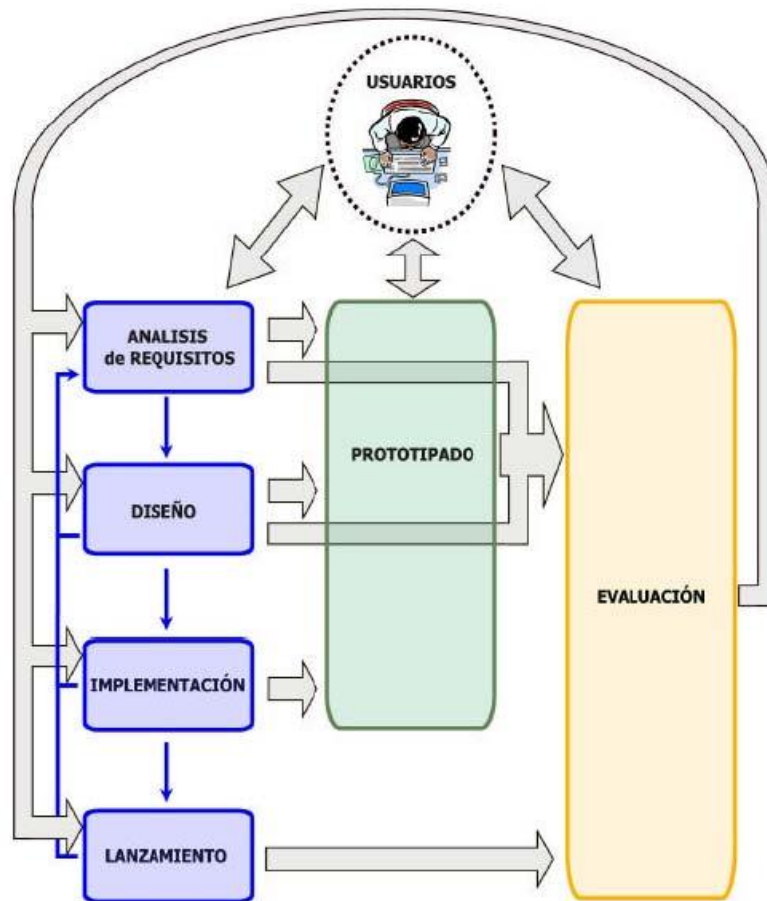 USUARIOS
ANALISIS
de REQUISITOS
PROTOTIPADO
DISEÑO
EVALUACIÓN
IMPLEMENTACIÓN
LANZAMIENTO